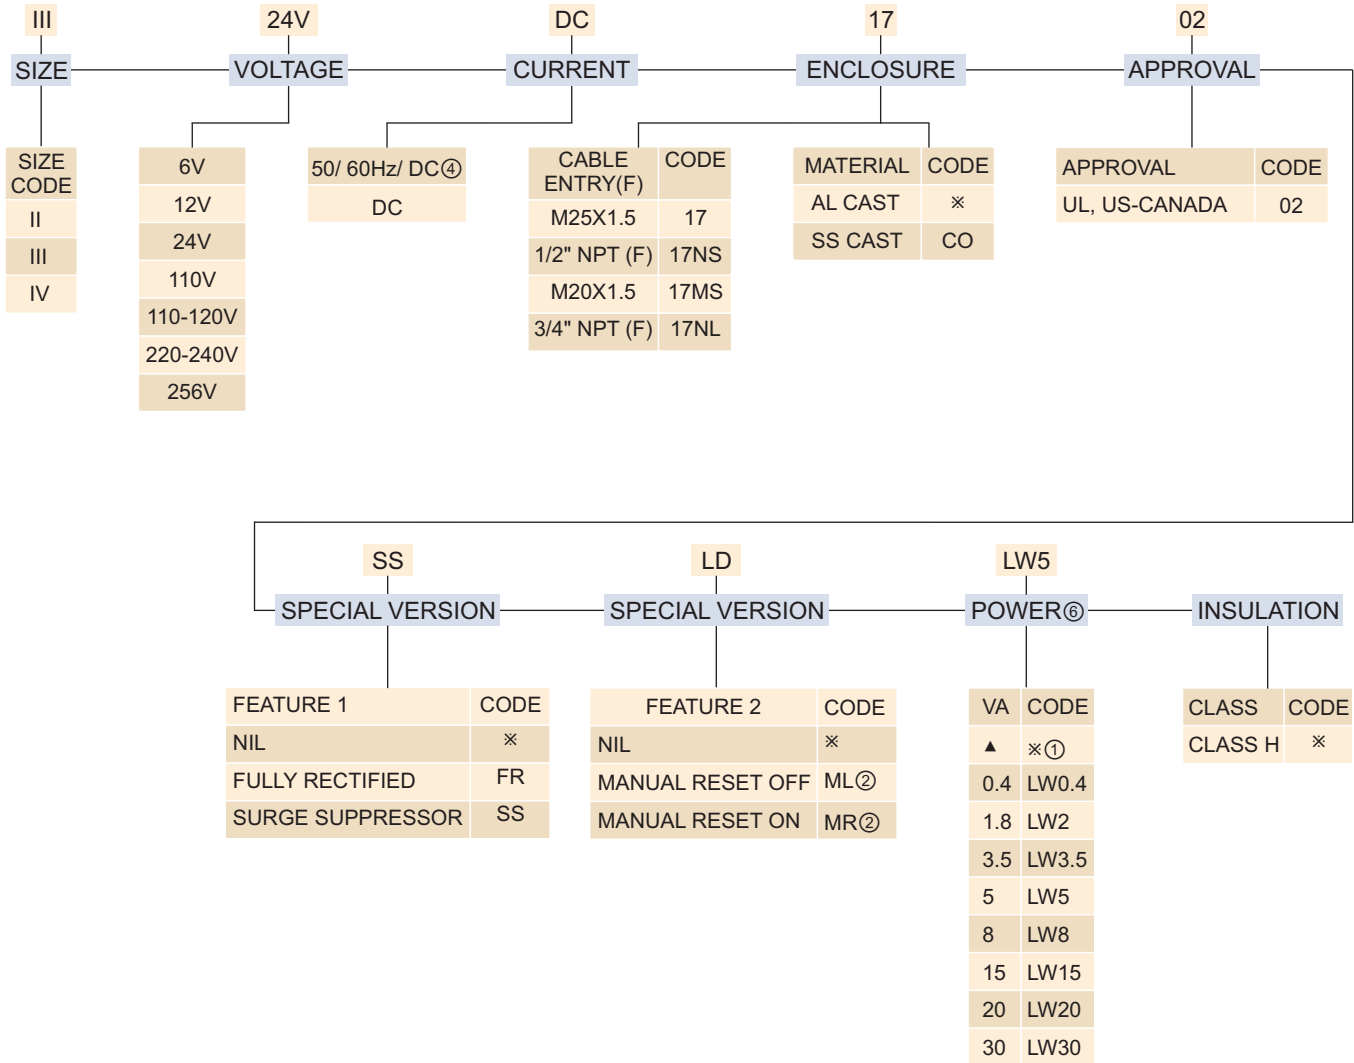 III 24V DC 17 02
SIZE VOLTAGE CURRENT ENCLOSURE APPROVAL
SIZE
CODE
II
III
IV
6V
12V
24V
110V
110-120V
220-240V
256V
50/ 60Hz/ DC④
DC
CABLE
ENTRY(F) CODE
M25X1.5 17
1/2" NPT (F) 17NS
M20X1.5 17MS
3/4" NPT (F) 17NL
MATERIAL CODE
AL CAST ※
SS CAST CO
APPROVAL CODE
UL, US-CANADA 02
SS LD LW5
SPECIAL VERSION SPECIAL VERSION POWER⑥ INSULATION
FEATURE 1 CODE
NIL ※
FULLY RECTIFIED FR
SURGE SUPPRESSOR SS
FEATURE 2 CODE
NIL ※
MANUAL RESET OFF ML②
MANUAL RESET ON MR②
VA CODE
▲ ※①
0.4 LW0.4
1.8 LW2
3.5 LW3.5
5 LW5
8 LW8
15 LW15
20 LW20
30 LW30
CLASS CODE
CLASS H ※